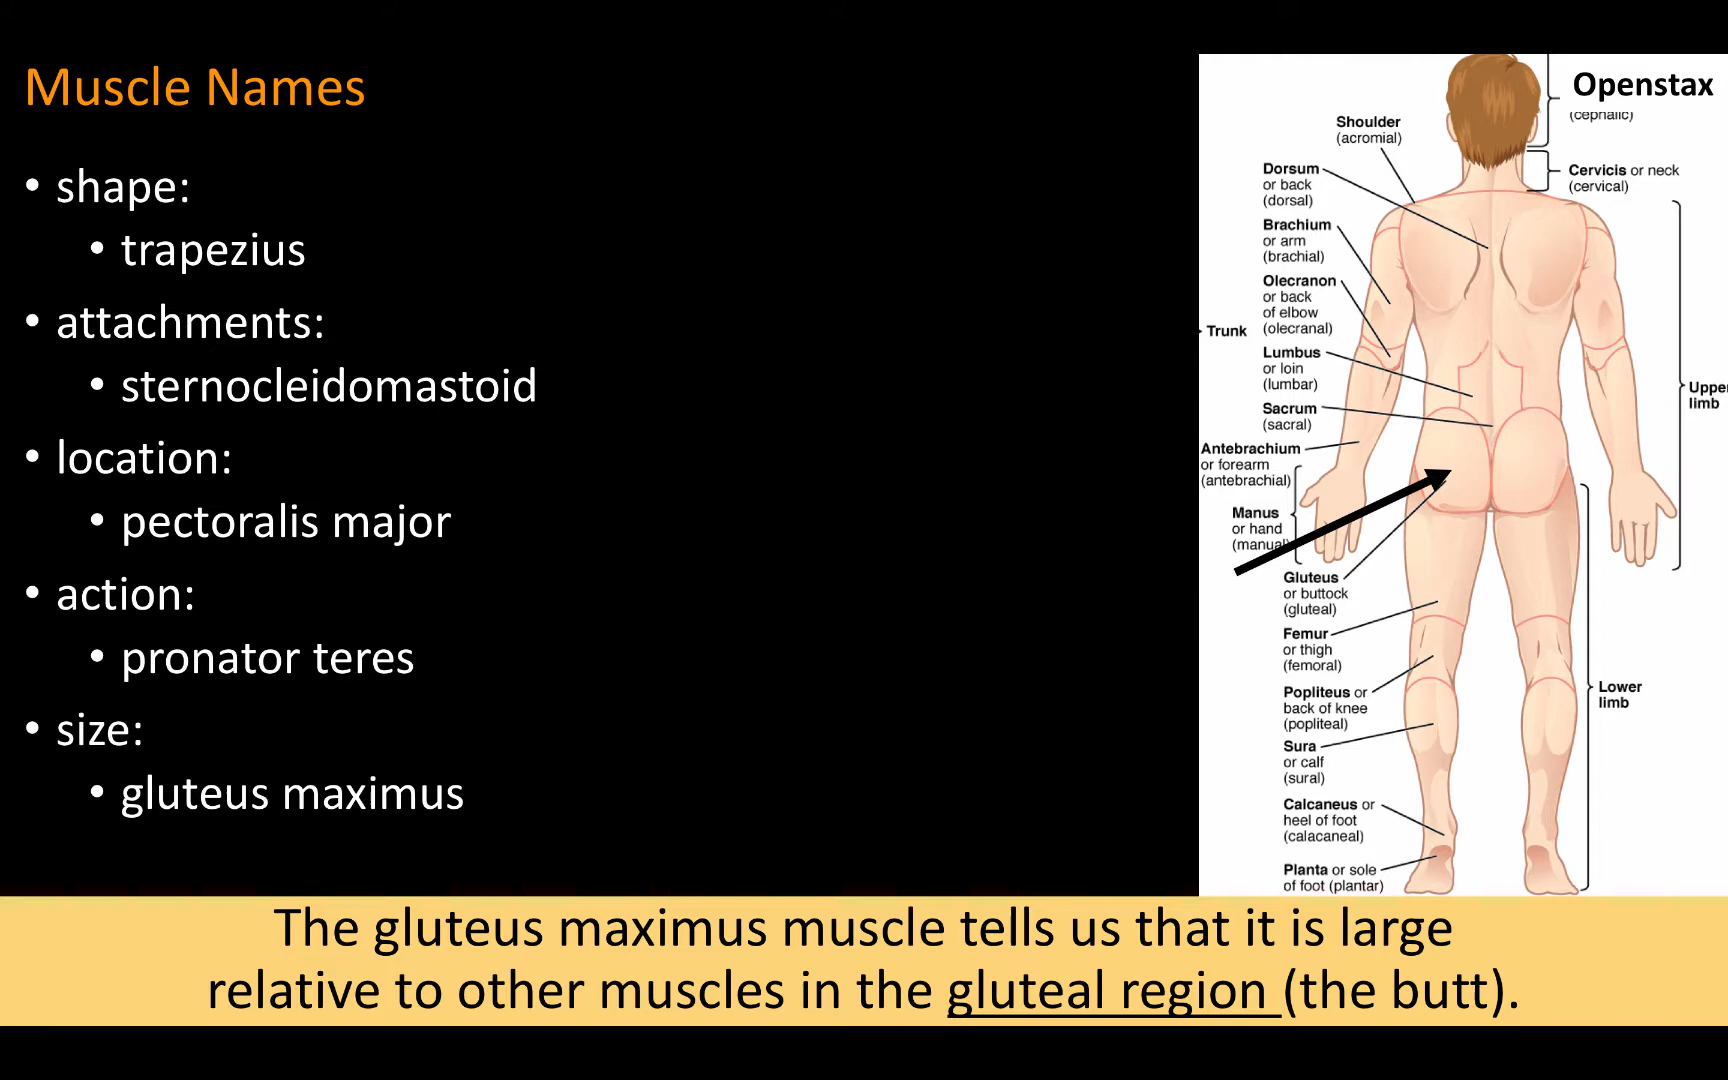 Muscle Names
• shape:
• trapezius
• attachments:
• sternocleidomastoid
• location:
• pectoralis major
• action:
• pronator teres
• size:
• gluteus maximus
Openstax
(cephalic)
Shoulder
(acromial)
Cervicis or neck
(cervical)
Dorsum
or back
(dorsal)
Brachium
or arm
(brachial)
Olecranon
or back
of elbow
(olecranal)
Trunk
Lumbus
or loin
(lumbar)
Upper
limb
Sacrum
(sacral)
Antebrachium
or forearm
(antebrachial)
Manus
or hand
(manual)
Gluteus
or buttock
(gluteal)
Femur
or thigh
(femoral)
Popliteus or
back of knee
(popliteal)
Lower
limb
Sura
or calf
(sural)
Calcaneus or
heel of foot
(calacaneal)
Planta or sole
of foot (plantar)
The gluteus maximus muscle tells us that it is large
relative to other muscles in the gluteal region (the butt).